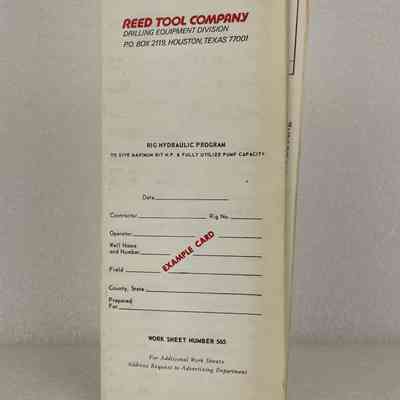 REED TOOL COMPANY
DRILLING EQUIPMENT DIVISION
P.O. BOX 2119, HOUSTON, TEXAS 77001
RIG HYDRAULIC PROGRAM
TO GIVE MAXIMUM BIT H.P. & FULLY UTILIZE PUMP CAPACITY
Date
Contractor Rig No.
Operator
Well Name
and Number
EXAMPLE CARD
Field
County, State
Prepared
For
WORK SHEET NUMBER 565
For Additional Work Sheets
Address Request to Advertising Department